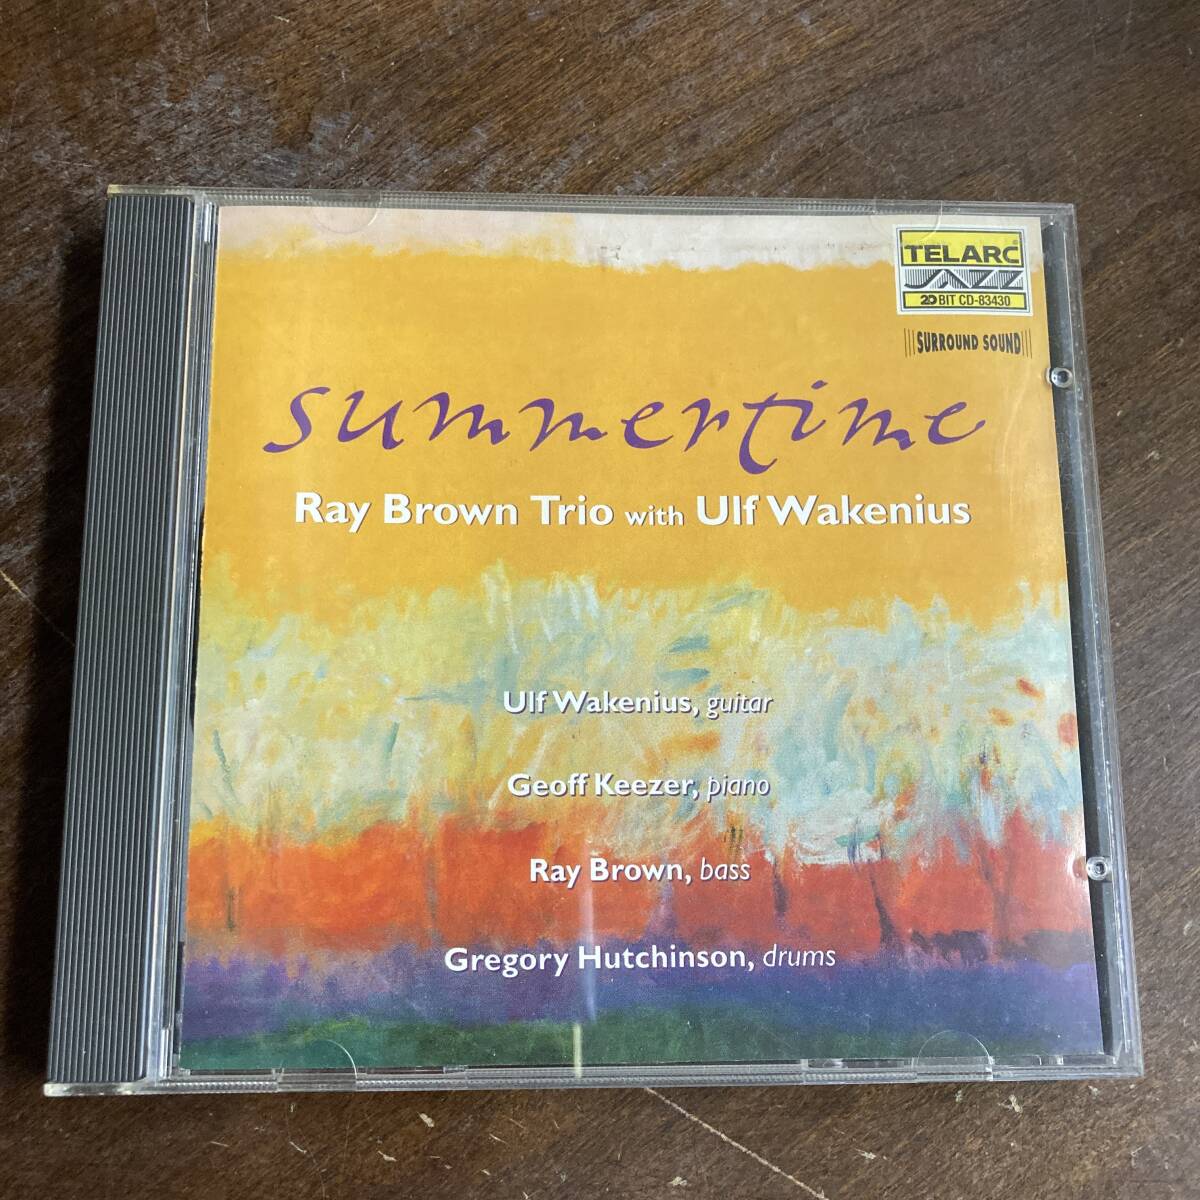 TELARC®
JAZZ
20 BIT CD-83430
SURROUND SOUND
summertime
Ray Brown Trio with Ulf Wakenius
Ulf Wakenius, guitar
Geoff Keezer, piano
Ray Brown, bass
Gregory Hutchinson, drums